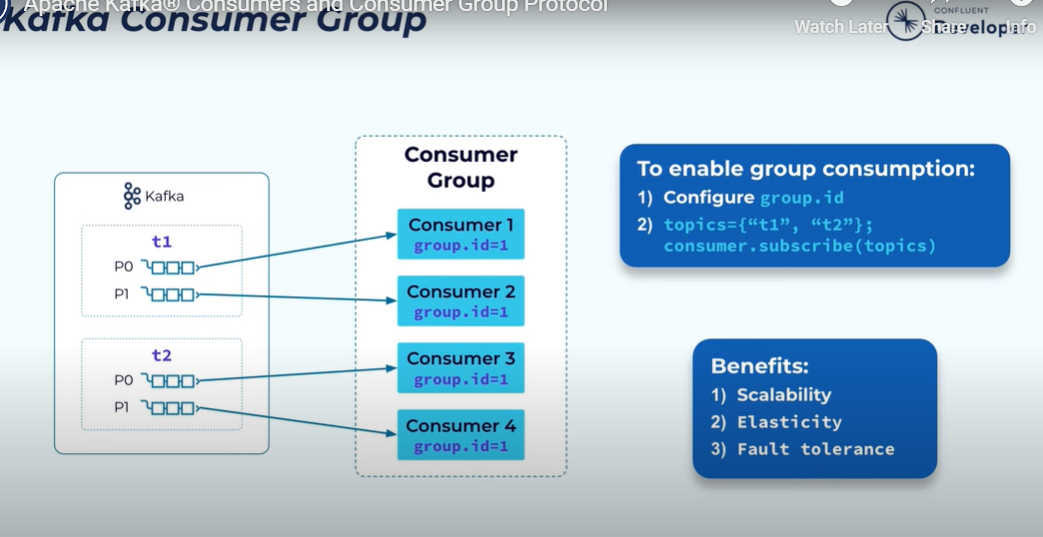 Apache Kafka® Consumers and Consumer Group Protocol
Kafka Consumer Group
Watch Later
Share
Info
CONFLUENT
Developer
Kafka
t1
P0
P1
t2
P0
P1
Consumer
Group
Consumer 1
group.id=1
Consumer 2
group.id=1
Consumer 3
group.id=1
Consumer 4
group.id=1
To enable group consumption:
1) Configure group.id
2) topics={“t1”, “t2”};
consumer.subscribe(topics)
Benefits:
1) Scalability
2) Elasticity
3) Fault tolerance